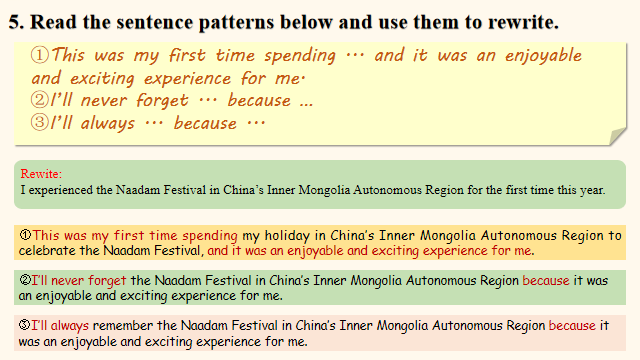 5. Read the sentence patterns below and use them to rewrite.
①This was my first time spending ··· and it was an enjoyable
and exciting experience for me.
②I'll never forget ··· because ...
③I'll always ··· because ···
Rewrite:
I experienced the Naadam Festival in China's Inner Mongolia Autonomous Region for the first time this year.
①This was my first time spending my holiday in China's Inner Mongolia Autonomous Region to
celebrate the Naadam Festival, and it was an enjoyable and exciting experience for me.
②I'll never forget the Naadam Festival in China's Inner Mongolia Autonomous Region because it was
an enjoyable and exciting experience for me.
③I'll always remember the Naadam Festival in China's Inner Mongolia Autonomous Region because it
was an enjoyable and exciting experience for me.